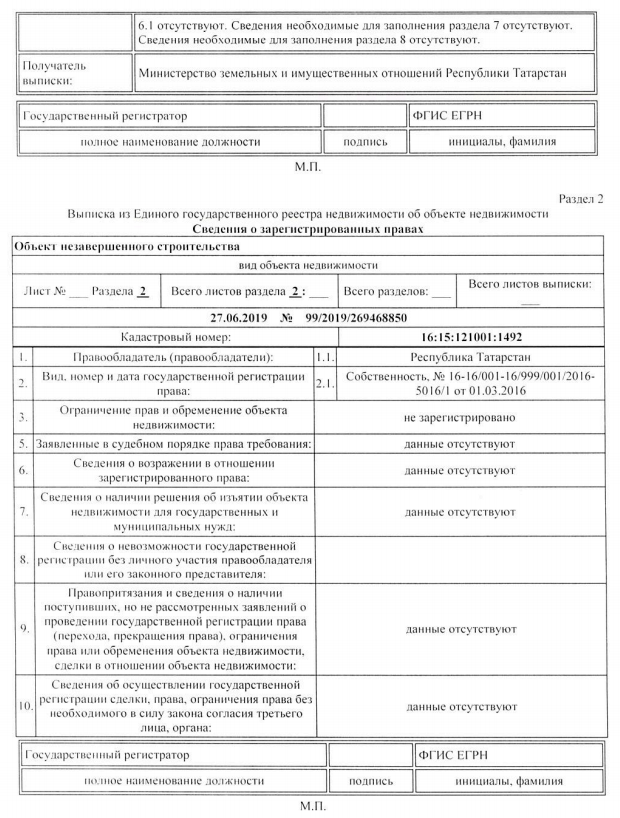 6.1 отсутствуют. Сведения необходимые для заполнения раздела 7 отсутствуют.
Сведения необходимые для заполнения раздела 8 отсутствуют.
Получатель
выписки:
Министерство земельных и имущественных отношений Республики Татарстан
Государственный регистратор ФГИС ЕГРН
полное наименование должности подпись инициалы, фамилия
М.П.
Раздел 2
Выписка из Единого государственного реестра недвижимости об объекте недвижимости
Сведения о зарегистрированных правах
Объект незавершенного строительства
вид объекта недвижимости
Лист № ___ Раздела 2 Всего листов раздела 2 : ___ Всего разделов: ___ Всего листов выписки: ___
27.06.2019 № 99/2019/269468850
Кадастровый номер: 16:15:121001:1492
1. Правообладатель (правообладатели): 1.1. Республика Татарстан
2. Вид, номер и дата государственной регистрации
права:
2.1. Собственность, № 16-16/001-16/999/001/2016-
5016/1 от 01.03.2016
3. Ограничение прав и обременение объекта
недвижимости:
не зарегистрировано
5. Заявленные в судебном порядке права требования: данные отсутствуют
6. Сведения о возражении в отношении
зарегистрированного права:
данные отсутствуют
7. Сведения о наличии решения об изъятии объекта
недвижимости для государственных и
муниципальных нужд:
данные отсутствуют
8. Сведения о невозможности государственной
регистрации без личного участия правообладателя
или его законного представителя:
9. Правопритязания и сведения о наличии
поступивших, но не рассмотренных заявлений о
проведении государственной регистрации права
(перехода, прекращения права), ограничения
права или обременения объекта недвижимости,
сделки в отношении объекта недвижимости:
данные отсутствуют
10. Сведения об осуществлении государственной
регистрации сделки, права, ограничения права без
необходимого в силу закона согласия третьего
лица, органа:
данные отсутствуют
Государственный регистратор ФГИС ЕГРН
полное наименование должности подпись инициалы, фамилия
М.П.